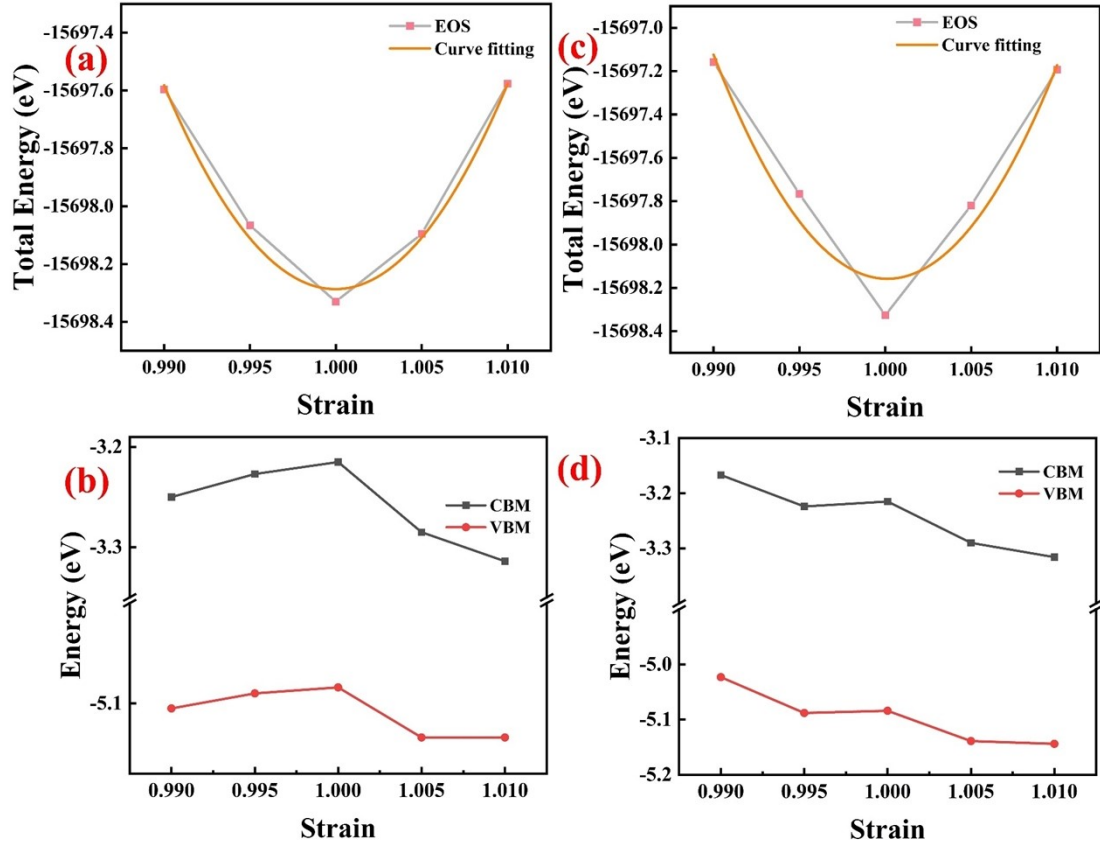 (a)
Total Energy (eV)
-15697.4
-15697.6
-15697.8
-15698.0
-15698.2
-15698.4
EOS
Curve fitting
0.990 0.995 1.000 1.005 1.010
Strain
(c)
Total Energy (eV)
-15697.0
-15697.2
-15697.4
-15697.6
-15697.8
-15698.0
-15698.2
-15698.4
EOS
Curve fitting
0.990 0.995 1.000 1.005 1.010
Strain
(b)
Energy (eV)
-3.2
-3.3
-5.1
CBM
VBM
0.990 0.995 1.000 1.005 1.010
Strain
(d)
Energy (eV)
-3.1
-3.2
-3.3
-5.0
-5.1
-5.2
CBM
VBM
0.990 0.995 1.000 1.005 1.010
Strain